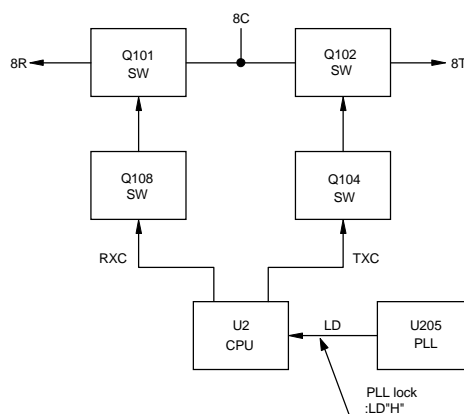 8C
8R
Q101
SW
Q102
SW
8T
Q108
SW
Q104
SW
RXC
TXC
U2
CPU
LD
U205
PLL
PLL lock
:LD"H"